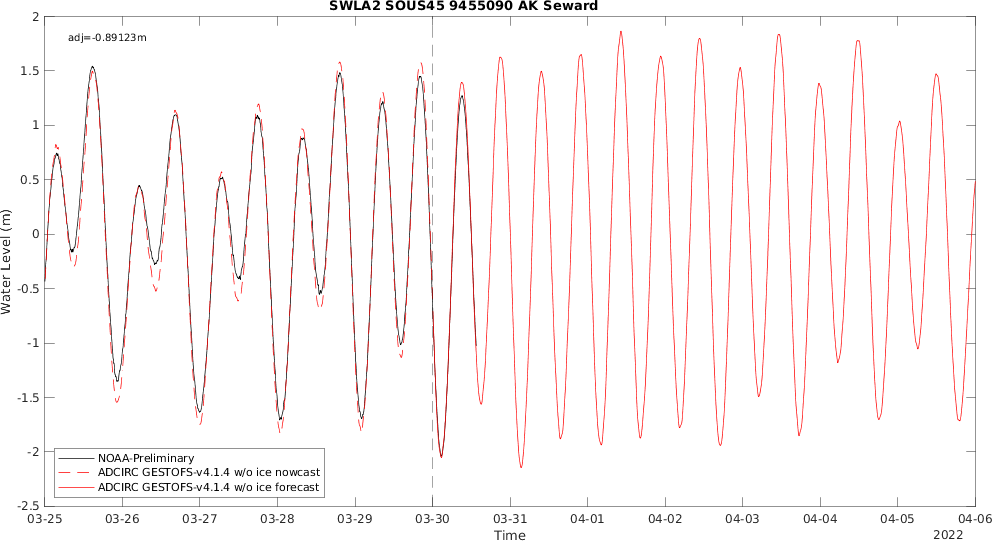 SWLA2 SOUS45 9455090 AK Seward
adj=-0.89123m
2
1.5
1
0.5
0
-0.5
-1
-1.5
-2
-2.5
Water Level (m)
NOAA-Preliminary
ADCIRC GESTOFS-v4.1.4 w/o ice nowcast
ADCIRC GESTOFS-v4.1.4 w/o ice forecast
03-25 03-26 03-27 03-28 03-29 03-30 03-31 04-01 04-02 04-03 04-04 04-05 04-06
Time
2022